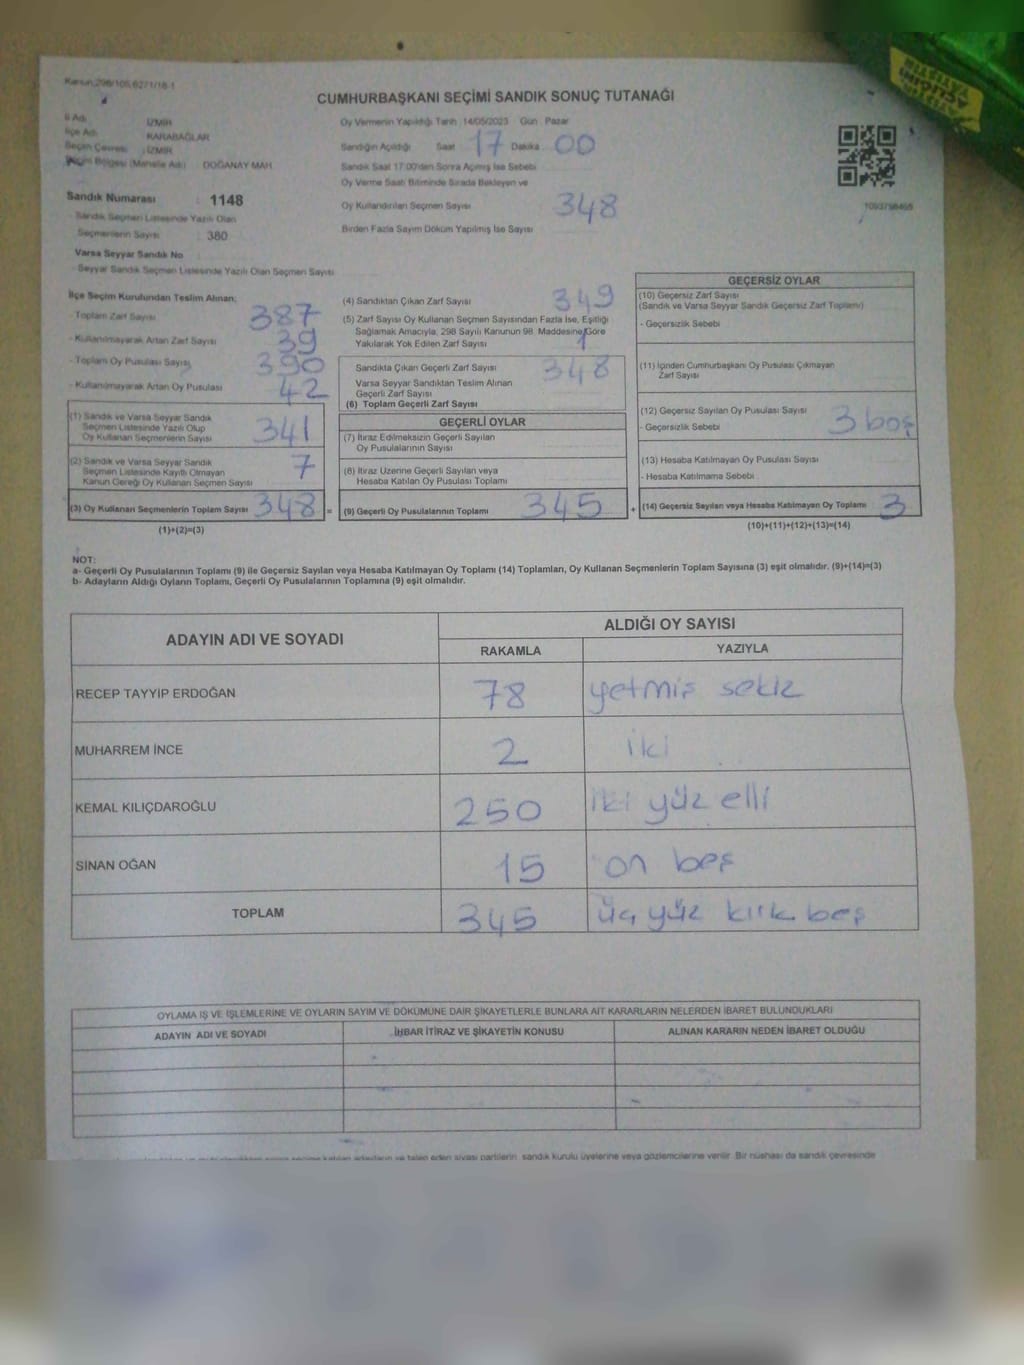 Kanun:298/105,6271/18-1
CUMHURBAŞKANI SEÇİMİ SANDIK SONUÇ TUTANAĞI
İl Adı : İZMİR
İlçe Adı : KARABAĞLAR
Seçim Çevresi : İZMİR
Seçim Bölgesi (Mahalle Adı) : DOĞANAY MAH.
Sandık Numarası : 1148
- Sandık Seçmen Listesinde Yazılı Olan
Seçmenlerin Sayısı : 380
Varsa Seyyar Sandık No
- Seyyar Sandık Seçmen Listesinde Yazılı Olan Seçmen Sayısı
Oy Vermenin Yapıldığı Tarih : 14/05/2023 Gün : Pazar
Sandığın Açıldığı Saat 17 Dakika 00
Sandık Saat 17.00'den Sonra Açılmış İse Sebebi
Oy Verme Saati Bitiminde Sırada Bekleyen ve
Oy Kullandırılan Seçmen Sayısı 348
Birden Fazla Sayım Döküm Yapılmış İse Sayısı
1093798465
İlçe Seçim Kurulundan Teslim Alınan;
- Toplam Zarf Sayısı 387
- Kullanılmayarak Artan Zarf Sayısı 39
- Toplam Oy Pusulası Sayısı 390
- Kullanılmayarak Artan Oy Pusulası 42
(1) Sandık ve Varsa Seyyar Sandık
Seçmen Listesinde Yazılı Olup
Oy Kullanan Seçmenlerin Sayısı 341
(2) Sandık ve Varsa Seyyar Sandık
Seçmen Listesinde Kayıtlı Olmayan
Kanun Gereği Oy Kullanan Seçmen Sayısı 7
(3) Oy Kullanan Seçmenlerin Toplam Sayısı 348 =
(1)+(2)=(3)
(4) Sandıktan Çıkan Zarf Sayısı 349
(5) Zarf Sayısı Oy Kullanan Seçmen Sayısından Fazla İse, Eşitliği
Sağlamak Amacıyla, 298 Sayılı Kanunun 98. Maddesine Göre
Yakılarak Yok Edilen Zarf Sayısı 1
Sandıkta Çıkan Geçerli Zarf Sayısı 348
Varsa Seyyar Sandıktan Teslim Alınan
Geçerli Zarf Sayısı
(6) Toplam Geçerli Zarf Sayısı
GEÇERLİ OYLAR
(7) İtiraz Edilmeksizin Geçerli Sayılan
Oy Pusulalarının Sayısı
(8) İtiraz Üzerine Geçerli Sayılan veya
Hesaba Katılan Oy Pusulası Toplamı
(9) Geçerli Oy Pusulalarının Toplamı 345 +
GEÇERSİZ OYLAR
(10) Geçersiz Zarf Sayısı
(Sandık ve Varsa Seyyar Sandık Geçersiz Zarf Toplamı)
- Geçersizlik Sebebi
(11) İçinden Cumhurbaşkanı Oy Pusulası Çıkmayan
Zarf Sayısı
(12) Geçersiz Sayılan Oy Pusulası Sayısı 3 boş
- Geçersizlik Sebebi
(13) Hesaba Katılmayan Oy Pusulası Sayısı
- Hesaba Katılmama Sebebi
(14) Geçersiz Sayılan veya Hesaba Katılmayan Oy Toplamı 3
(10)+(11)+(12)+(13)=(14)
NOT:
a- Geçerli Oy Pusulalarının Toplamı (9) ile Geçersiz Sayılan veya Hesaba Katılmayan Oy Toplamı (14) Toplamları, Oy Kullanan Seçmenlerin Toplam Sayısına (3) eşit olmalıdır. (9)+(14)=(3)
b- Adayların Aldığı Oyların Toplamı, Geçerli Oy Pusulalarının Toplamına (9) eşit olmalıdır.
ADAYIN ADI VE SOYADI ALDIĞI OY SAYISI
RAKAMLA YAZIYLA
RECEP TAYYİP ERDOĞAN 78 yetmiş sekiz
MUHARREM İNCE 2 iki
KEMAL KILIÇDAROĞLU 250 iki yüz elli
SİNAN OĞAN 15 on beş
TOPLAM 345 üç yüz kırk beş
OYLAMA İŞ VE İŞLEMLERİNE VE OYLARIN SAYIM VE DÖKÜMÜNE DAİR ŞİKAYETLERLE BUNLARA AİT KARARLARIN NELERDEN İBARET BULUNDUKLARI
ADAYIN ADI VE SOYADI İHBAR İTİRAZ VE ŞİKAYETİN KONUSU ALINAN KARARIN NEDEN İBARET OLDUĞU
sandık kurulu üyelerine veya gözlemcilerine verilir. Bir nüshası da sandık çevresinde